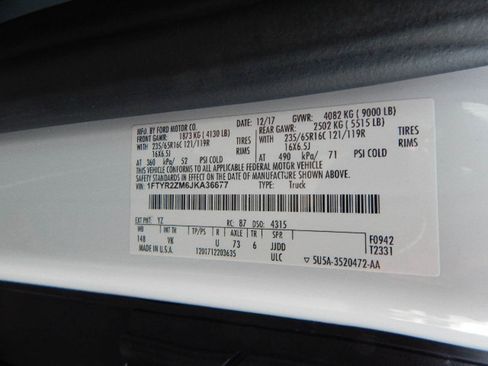 MFD. BY FORD MOTOR CO. 12/17 GVWR: 4082 KG ( 9000 LB)
FRONT GAWR: 1873 KG ( 4130 LB) REAR GAWR: 2502 KG ( 5515 LB)
WITH 235/65R16C 121/119R TIRES WITH 235/65R16C 121/119R TIRES
16X6.5J RIMS 16X6.5J RIMS
AT 360 kPa/ 52 PSI COLD AT 490 kPa/ 71 PSI COLD
THIS VEHICLE CONFORMS TO ALL APPLICABLE FEDERAL MOTOR VEHICLE SAFETY STANDARDS IN EFFECT ON THE DATE OF MANUFACTURE SHOWN ABOVE.
VIN: 1FTYR2ZM6JKA36677 TYPE: Truck
EXT PNT: YZ RC: 87 DSO: 4315
WB INT TR TP/PS R AXLE TR SPR F0942
148 VK U 73 6 JJDD T2331
MADE IN U.S.A. 1201712203635 ULC ▽ 5U5A-3520472-AA